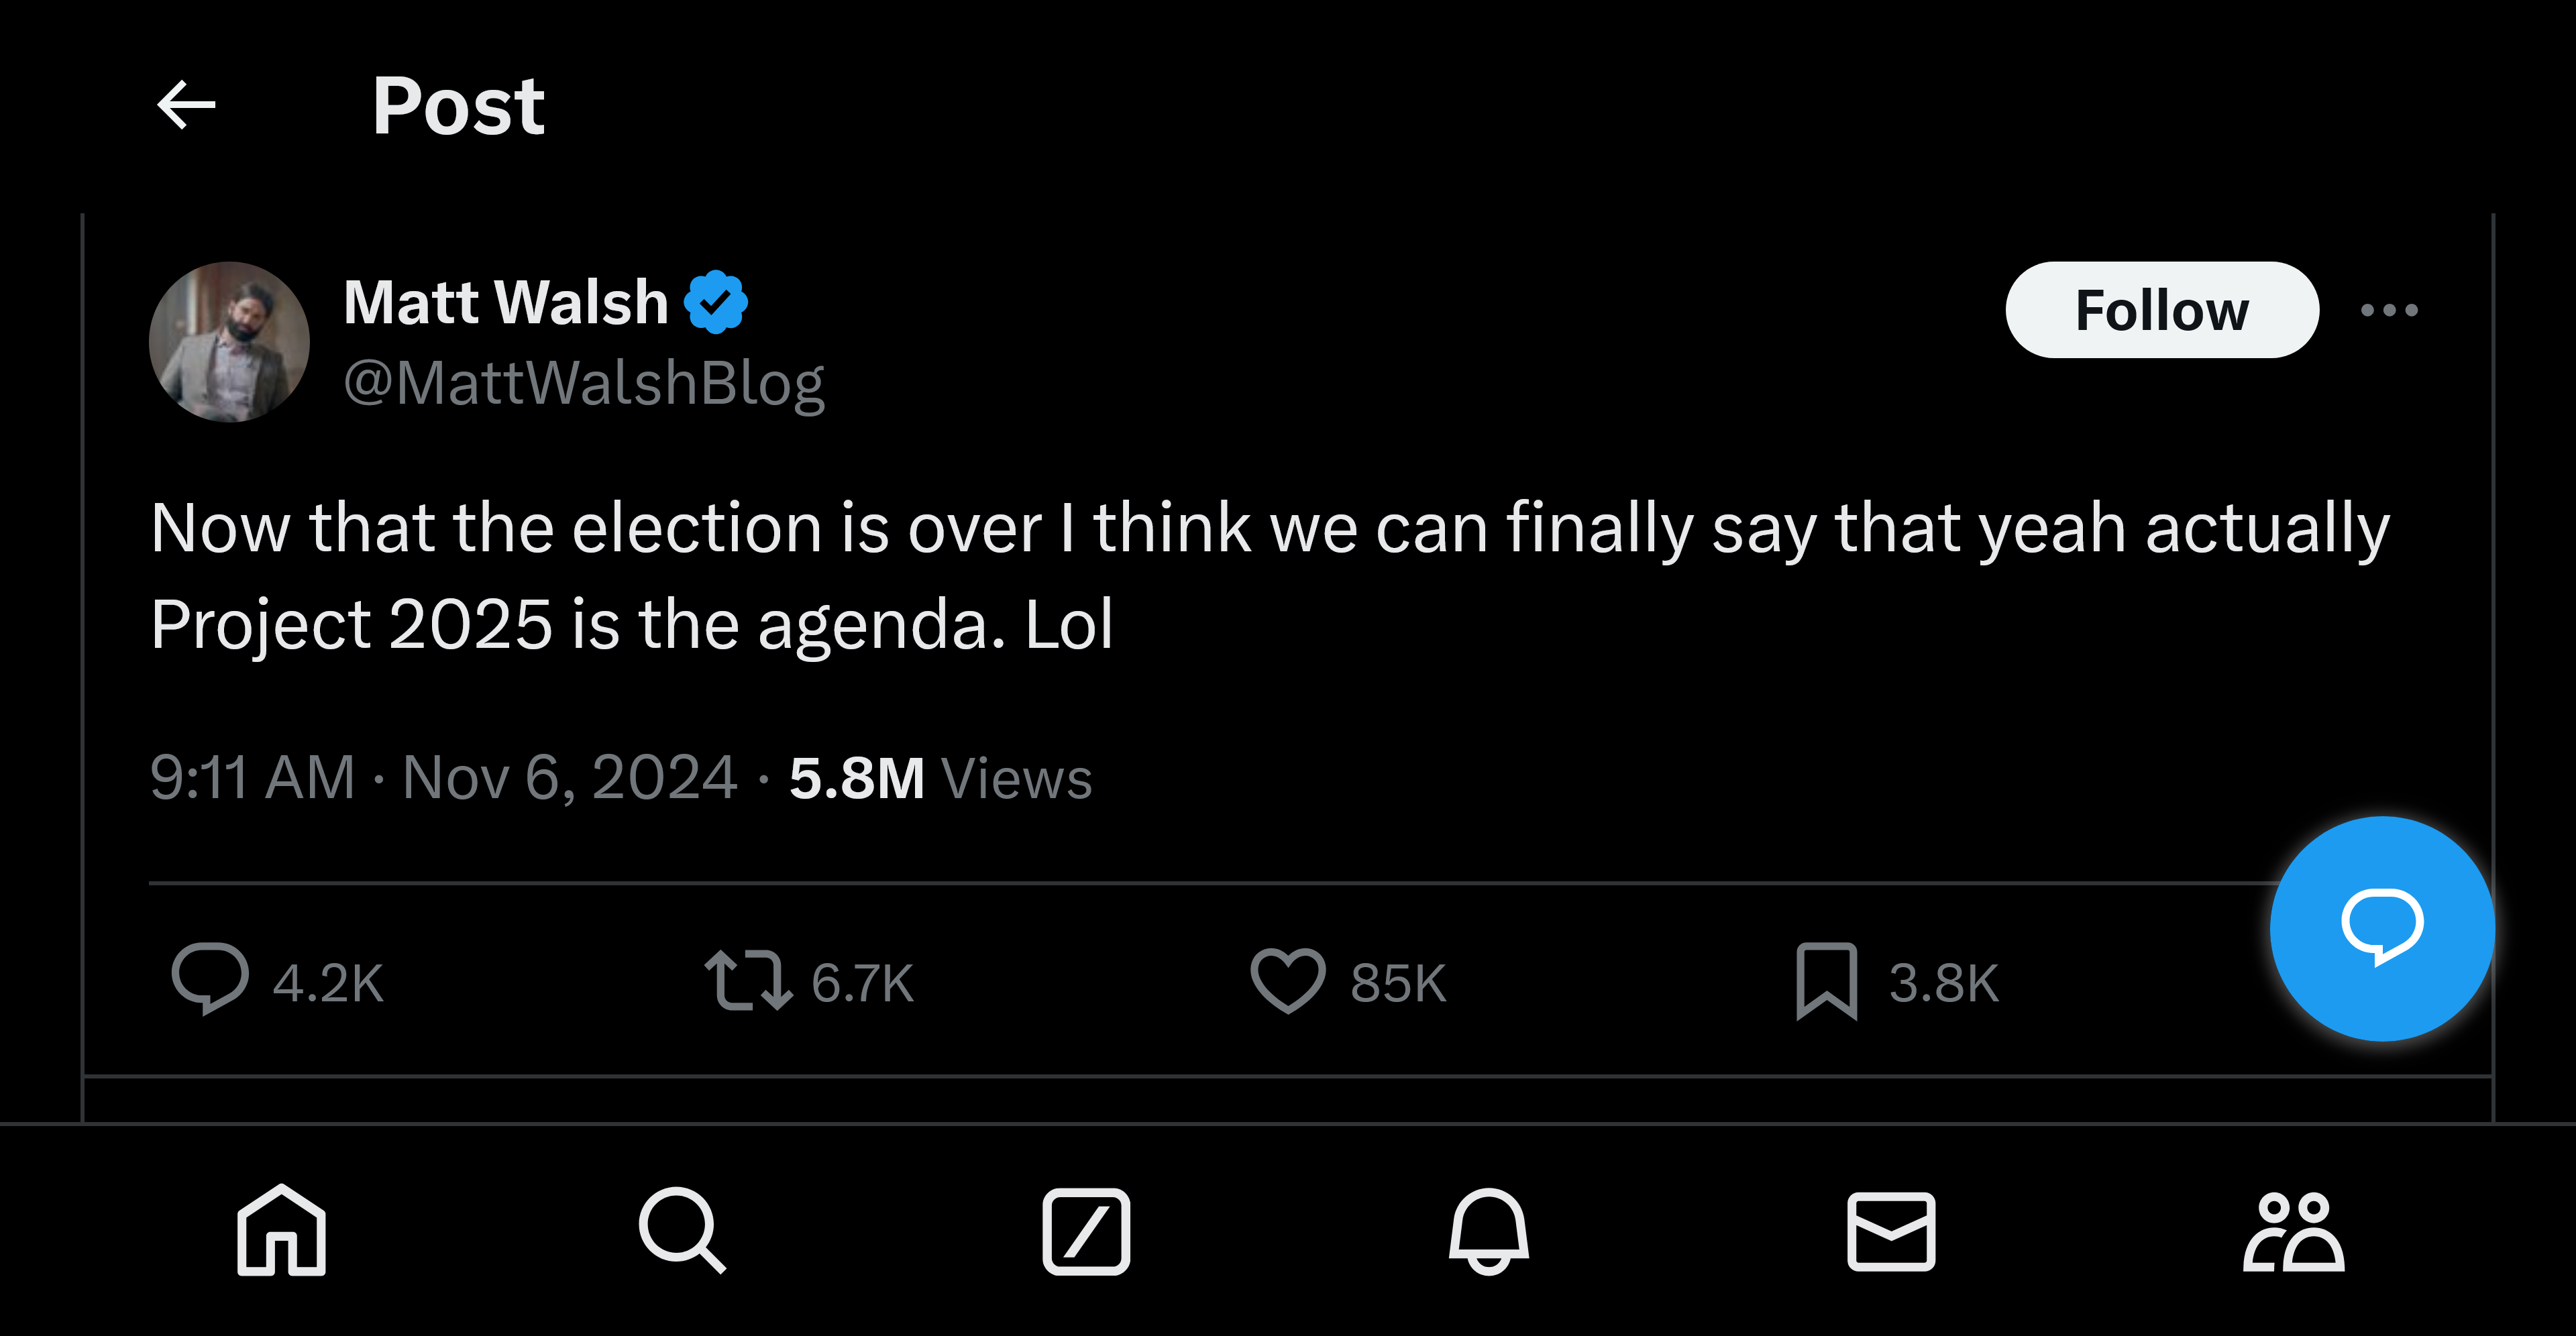 Post
Matt Walsh
Follow
@MattWalshBlog
Now that the election is over I think we can finally say that yeah actually
Project 2025 is the agenda. Lol
9:11 AM · Nov 6, 2024 · 5.8M Views
4.2K 6.7K 85K 3.8K